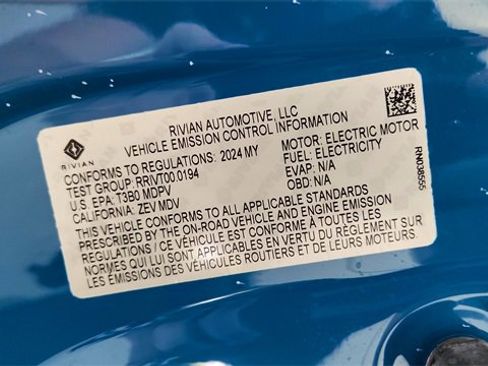 RIVIAN
RIVIAN AUTOMOTIVE, LLC
VEHICLE EMISSION CONTROL INFORMATION
CONFORMS TO REGULATIONS: 2024 MY
TEST GROUP: RRIVT00.0194
U.S. EPA: T3B0 MDPV
CALIFORNIA: ZEV MDV
MOTOR: ELECTRIC MOTOR
FUEL: ELECTRICITY
EVAP: N/A
OBD: N/A
RN038555
THIS VEHICLE CONFORMS TO ALL APPLICABLE STANDARDS
PRESCRIBED BY THE ON-ROAD VEHICLE AND ENGINE EMISSION
REGULATIONS / CE VÉHICULE EST CONFORME À TOUTES LES
NORMES QUI LUI SONT APPLICABLES EN VERTU DU RÈGLEMENT SUR
LES ÉMISSIONS DES VÉHICULES ROUTIERS ET DE LEURS MOTEURS.